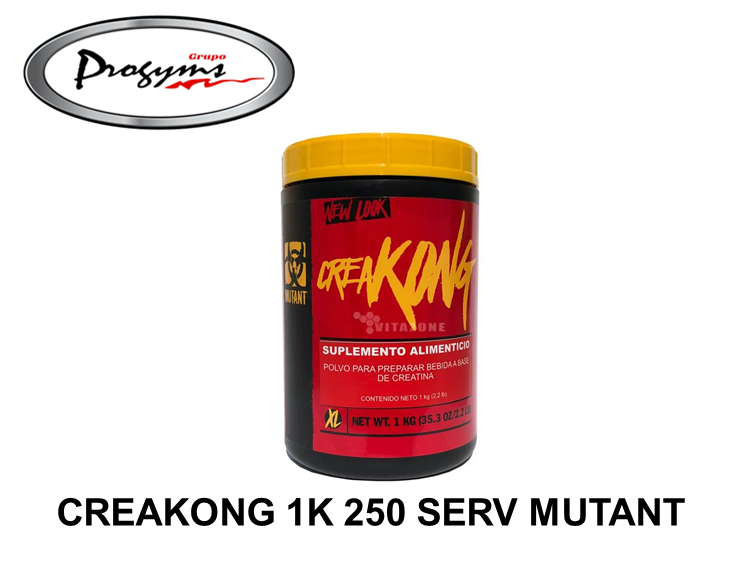 Grupo
Progyms
NEW LOOK
CREAKONG
MUTANT
VITAZONE
SUPLEMENTO ALIMENTICIO
POLVO PARA PREPARAR BEBIDA A BASE
DE CREATINA
CONTENIDO NETO 1 kg (2,2 lb)
XL NET WT. 1 KG (35.3 OZ/2.2 LB)
CREAKONG 1K 250 SERV MUTANT